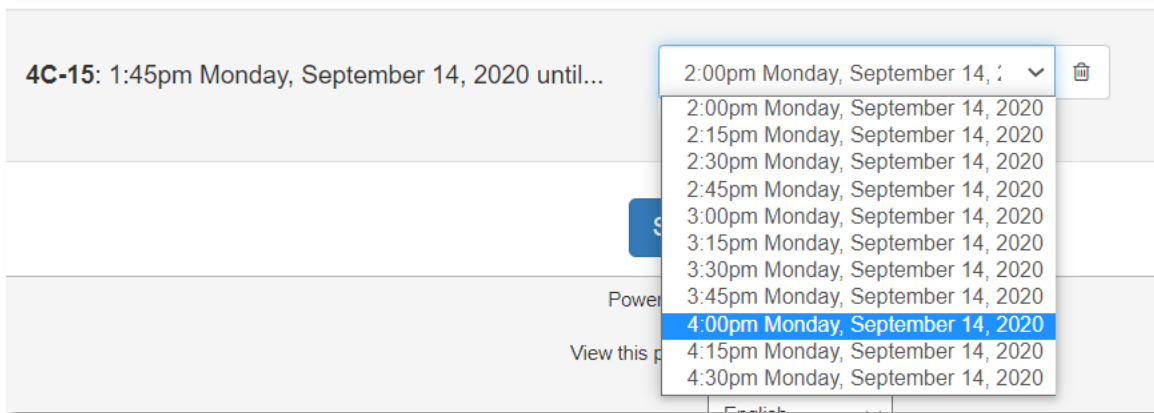 4C-15: 1:45pm Monday, September 14, 2020 until...
2:00pm Monday, September 14,
2:00pm Monday, September 14, 2020
2:15pm Monday, September 14, 2020
2:30pm Monday, September 14, 2020
2:45pm Monday, September 14, 2020
3:00pm Monday, September 14, 2020
3:15pm Monday, September 14, 2020
3:30pm Monday, September 14, 2020
3:45pm Monday, September 14, 2020
Power
4:00pm Monday, September 14, 2020
View this
4:15pm Monday, September 14, 2020
4:30pm Monday, September 14, 2020
English